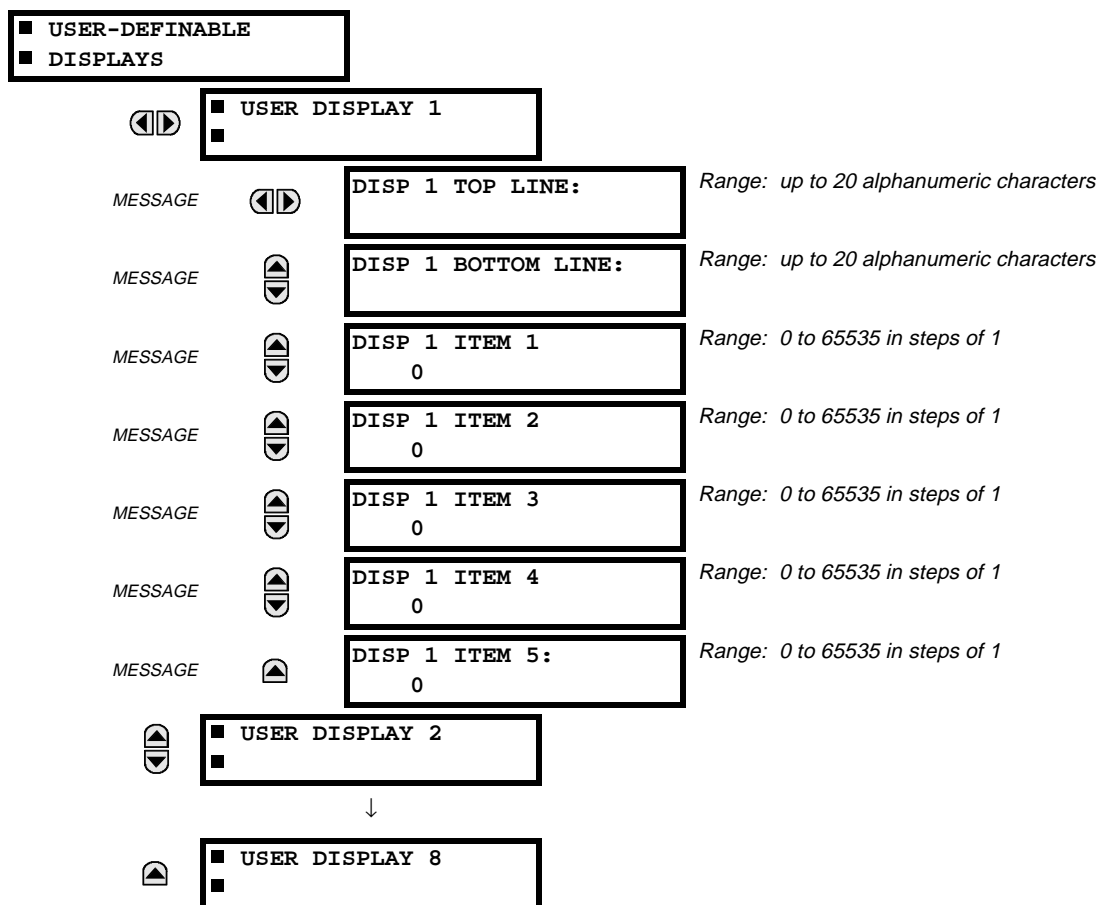 ■ USER-DEFINABLE
■ DISPLAYS
■ USER DISPLAY 1
■
MESSAGE DISP 1 TOP LINE: Range: up to 20 alphanumeric characters
MESSAGE DISP 1 BOTTOM LINE: Range: up to 20 alphanumeric characters
MESSAGE DISP 1 ITEM 1 Range: 0 to 65535 in steps of 1
0
MESSAGE DISP 1 ITEM 2 Range: 0 to 65535 in steps of 1
0
MESSAGE DISP 1 ITEM 3 Range: 0 to 65535 in steps of 1
0
MESSAGE DISP 1 ITEM 4 Range: 0 to 65535 in steps of 1
0
MESSAGE DISP 1 ITEM 5: Range: 0 to 65535 in steps of 1
0
■ USER DISPLAY 2
■
↓
■ USER DISPLAY 8
■